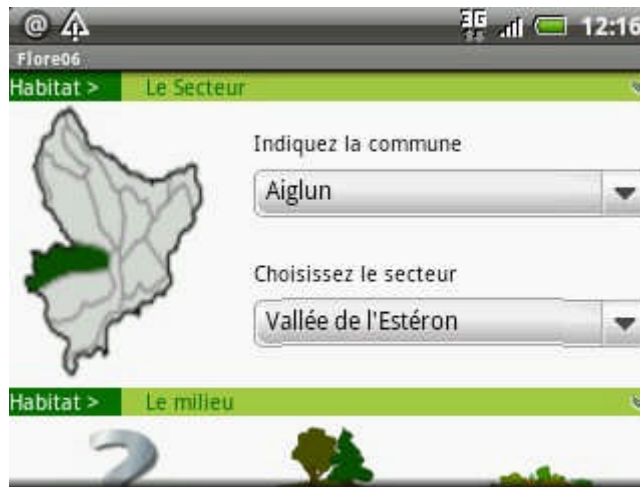 @ 3G 12:16
Flore06
Habitat > Le Secteur
Indiquez la commune
Aiglun
Choisissez le secteur
Vallée de l'Estéron
Habitat > Le milieu
?